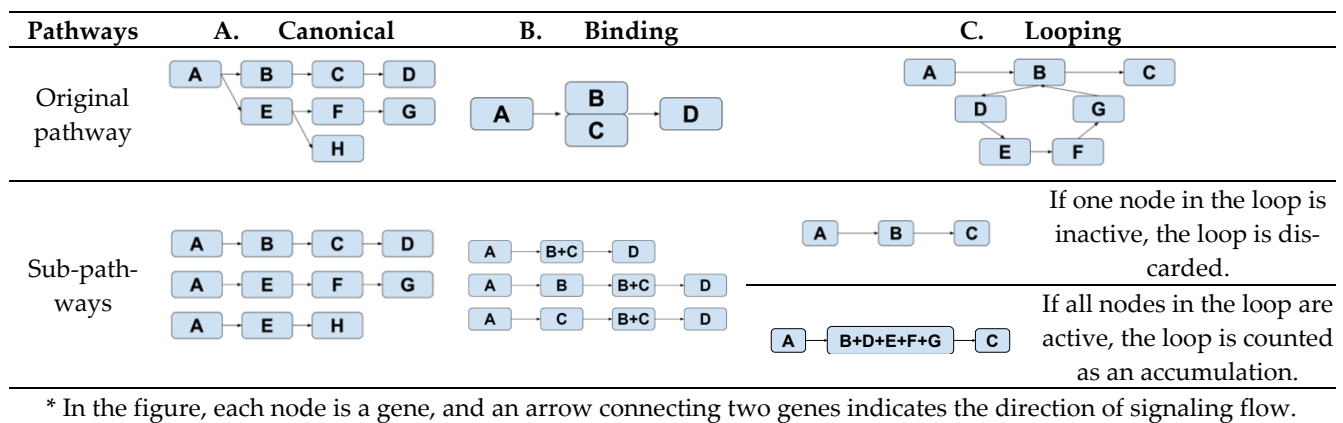 Pathways A. Canonical B. Binding C. Looping
Original pathway
A B C D
E F G
H
A B C D
A B C
D G
E F
Sub-path-
ways
A B C D
A E F G
A E H
A B+C D
A B B+C D
A C B+C D
A B C
If one node in the loop is
inactive, the loop is dis-
carded.
A B+D+E+F+G C
If all nodes in the loop are
active, the loop is counted
as an accumulation.
* In the figure, each node is a gene, and an arrow connecting two genes indicates the direction of signaling flow.